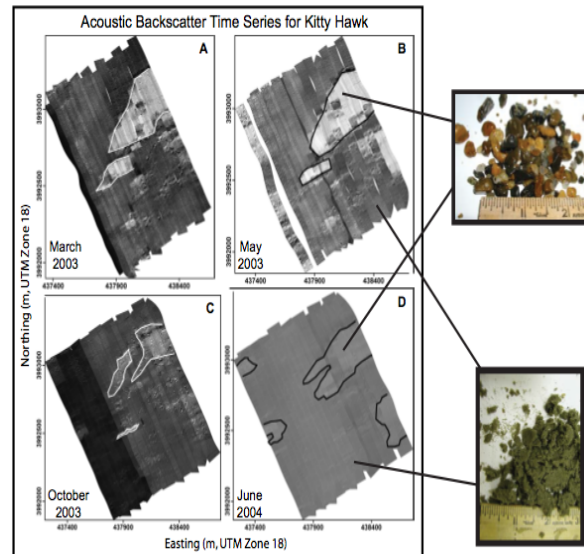 Acoustic Backscatter Time Series for Kitty Hawk
A
B
3993000
3992500
3992000
March
2003
May
2003
437400
437900
438400
437400
437900
438400
C
D
3993000
3992500
3992000
October
2003
June
2004
437400
437900
438400
437400
437900
438400
Northing (m, UTM Zone 18)
Easting (m, UTM Zone 18)